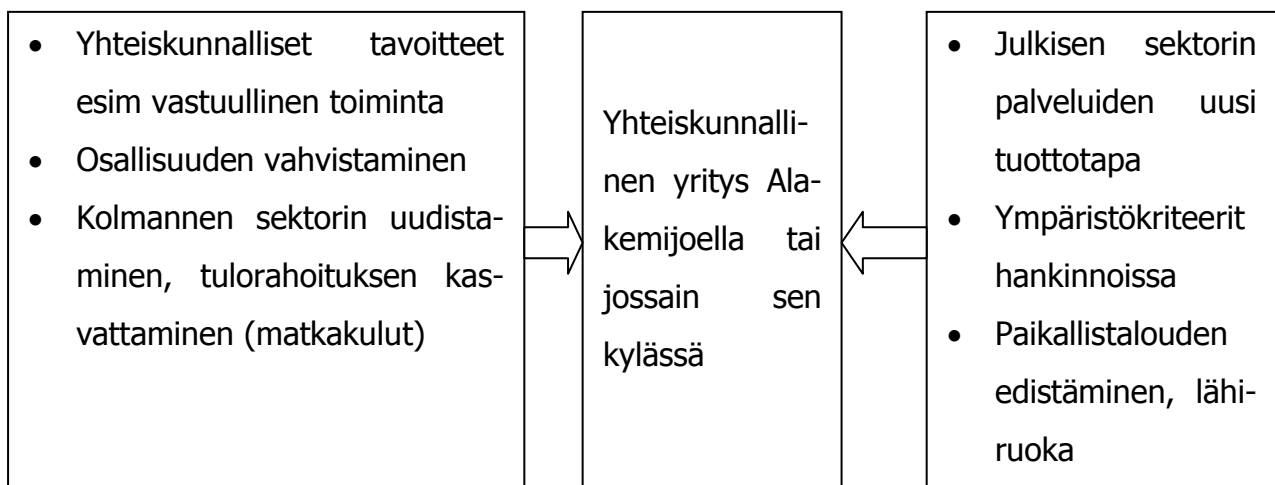 • Yhteiskunnalliset tavoitteet
esim vastuullinen toiminta
• Osallisuuden vahvistaminen
• Kolmannen sektorin uudista-
minen, tulorahoituksen kas-
vattaminen (matkakulut)
Yhteiskunnalli-
nen yritys Ala-
kemijoella tai
jossain sen
kylässä
• Julkisen sektorin
palveluiden uusi
tuottotapa
• Ympäristökriteerit
hankinnoissa
• Paikallistalouden
edistäminen, lähi-
ruoka